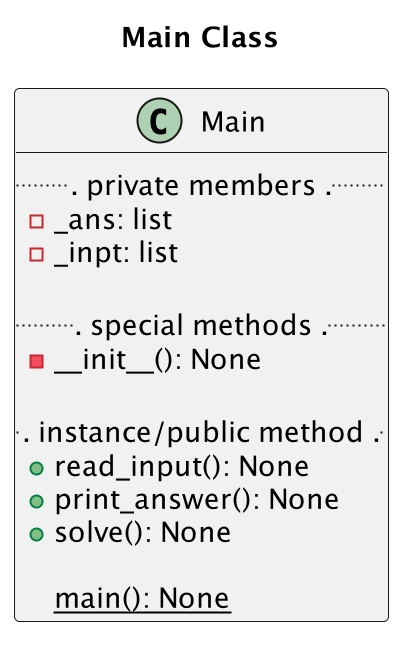 Main Class
C Main
. private members .
_ans: list
_inpt: list
. special methods .
__init__(): None
. instance/public method .
read_input(): None
print_answer(): None
solve(): None
main(): None